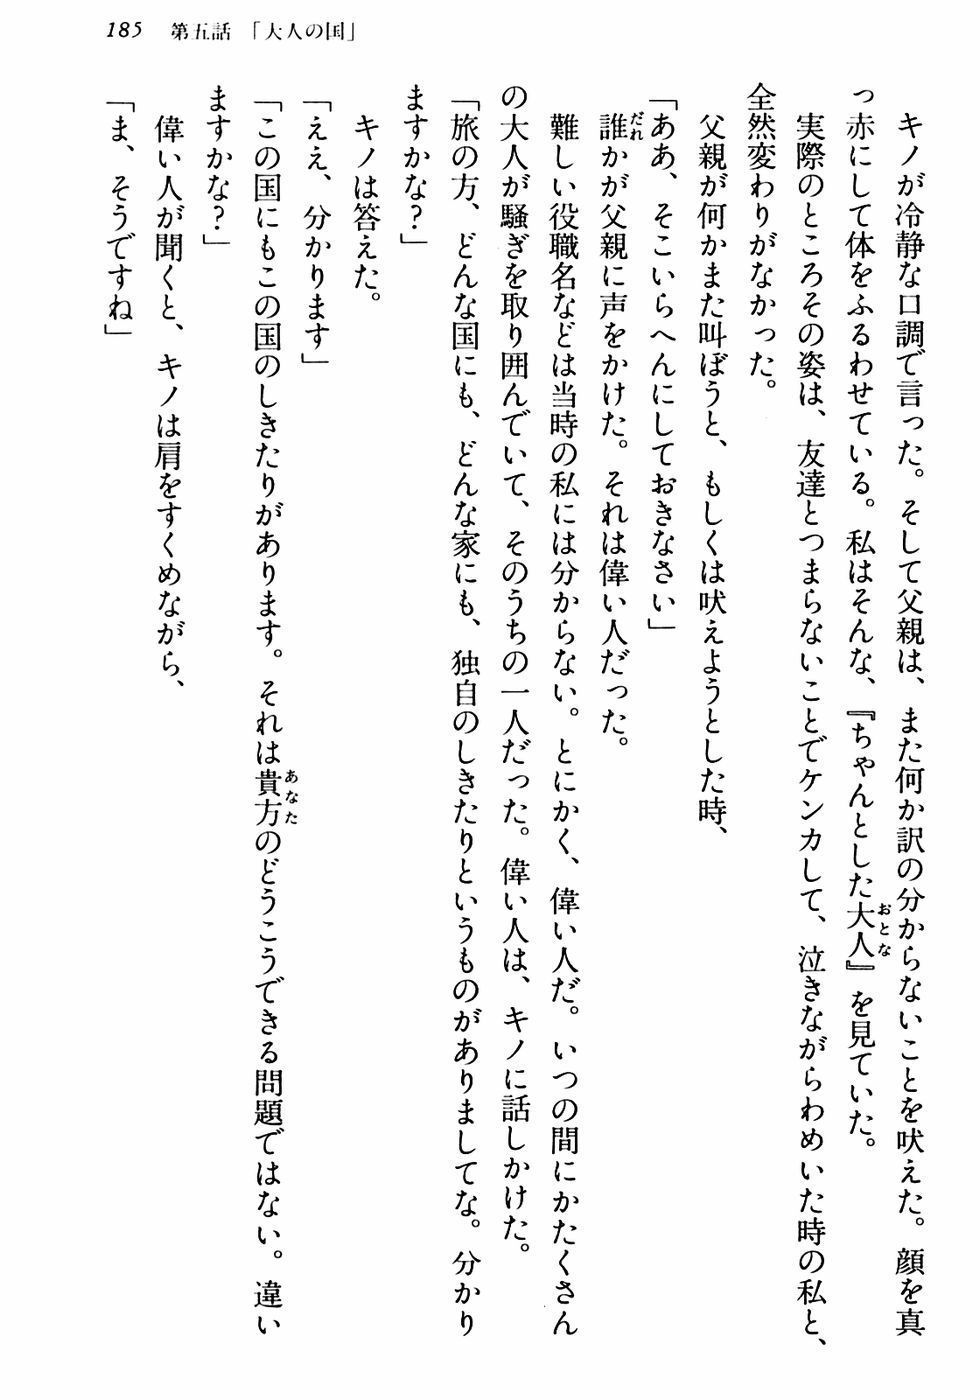 185 第五話 「大人の国」
キノが冷静な口調で言った。そして父親は、また何か訳の分からないことを吠えた。顔を真
っ赤にして体をふるわせている。私はそんな、『ちゃんとした大人』を見ていた。
おとな
実際のところその姿は、友達とつまらないことでケンカして、泣きながらわめいた時の私と、
全然変わりがなかった。
父親が何かまた叫ぼうと、もしくは吠えようとした時、
「ああ、そこいらへんにしておきなさい」
誰かが父親に声をかけた。それは偉い人だった。
だれ
難しい役職名などは当時の私には分からない。とにかく、偉い人だ。いつの間にかたくさん
の大人が騒ぎを取り囲んでいて、そのうちの一人だった。偉い人は、キノに話しかけた。
「旅の方、どんな国にも、どんな家にも、独自のしきたりというものがありましてな。分かり
ますかな?」
キノは答えた。
「ええ、分かります」
「この国にもこの国のしきたりがあります。それは貴方のどうこうできる問題ではない。違い
あなた
ますかな?」
偉い人が聞くと、キノは肩をすくめながら、
「ま、そうですね」